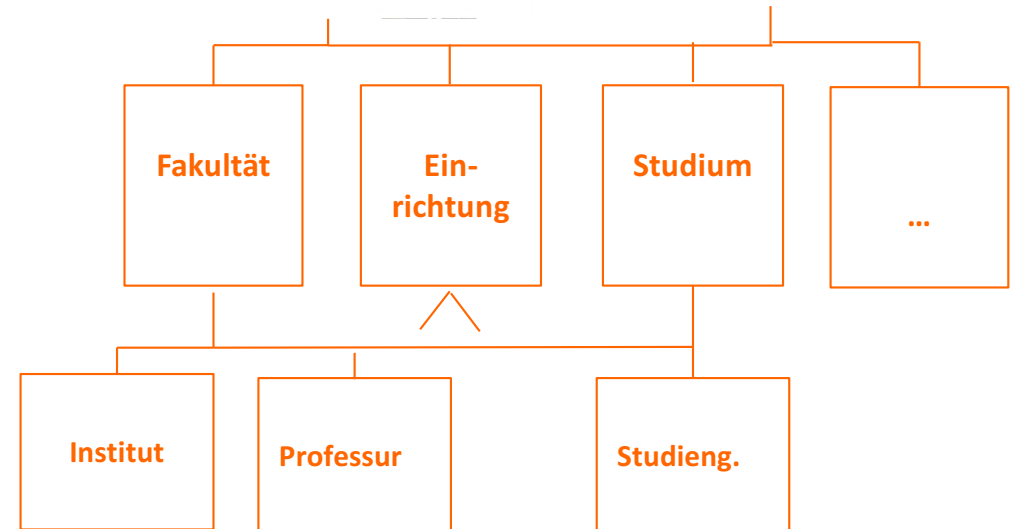 Fakultät
Ein-
richtung
Studium
...
Institut
Professur
Studieng.